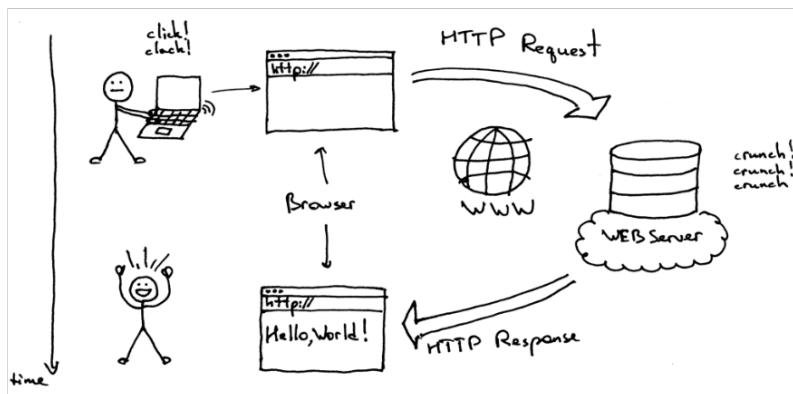 click!
clack!
http://
HTTP Request
WWW
crunch!
crunch!
crunch
WEB Server
Browser
http://
Hello, World!
HTTP Response
time